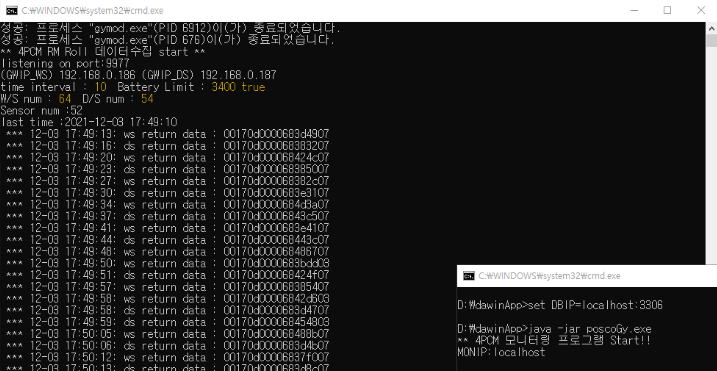 C:₩WINDOWS₩system32₩cmd.exe
성공: 프로세스 "gymod.exe"(PID 6912)이(가) 종료되었습니다.
성공: 프로세스 "gymod.exe"(PID 676)이(가) 종료되었습니다.
** 4PCM RM Roll 데이터수집 start **
listening on port:9977
(GWIP_WS) 192.168.0.186 (GWIP_DS) 192.168.0.187
time interval : 10 Battery Limit : 3400 true
W/S num : 64 D/S num : 54
Sensor num :52
last time :2021-12-03 17:49:10
*** 12-03 17:49:13: ws return data : 00170d0000683d4907
*** 12-03 17:49:16: ds return data : 00170d000068383207
*** 12-03 17:49:20: ws return data : 00170d000068424c07
*** 12-03 17:49:23: ds return data : 00170d000068385007
*** 12-03 17:49:27: ws return data : 00170d000068382c07
*** 12-03 17:49:30: ds return data : 00170d0000683e3107
*** 12-03 17:49:34: ws return data : 00170d0000684d3a07
*** 12-03 17:49:37: ds return data : 00170d00006843c507
*** 12-03 17:49:41: ws return data : 00170d0000683e4107
*** 12-03 17:49:44: ds return data : 00170d000068443c07
*** 12-03 17:49:48: ws return data : 00170d000068486707
*** 12-03 17:49:50: ws return data : 00170d0000683bdd03
*** 12-03 17:49:51: ds return data : 00170d000068424f07
*** 12-03 17:49:57: ws return data : 00170d000068385407
*** 12-03 17:49:58: ws return data : 00170d0000642d603
*** 12-03 17:49:58: ds return data : 00170d0000683d4707
*** 12-03 17:49:59: ds return data : 00170d000068454803
*** 12-03 17:50:05: ws return data : 00170d000068488b07
*** 12-03 17:50:06: ds return data : 00170d0000683d4b07
*** 12-03 17:50:12: ws return data : 00170d00006837f007
*** 12-03 17:50:13: ds return data : 00170d0000683d8c07
C:₩WINDOWS₩system32₩cmd.exe
D:₩dawinApp>set DBIP=localhost:3306
D:₩dawinApp>java -jar poscoGy.exe
** 4PCM 모니터링 프로그램 Start!!
MONIP:localhost